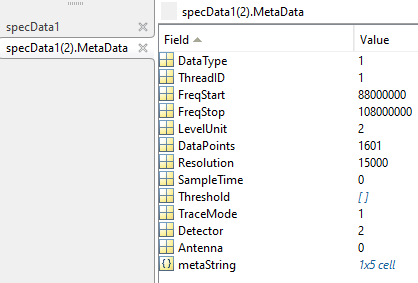 specData1(2).MetaData
specData1
specData1(2).MetaData
Field Value
DataType 1
ThreadID 1
FreqStart 88000000
FreqStop 108000000
LevelUnit 2
DataPoints 1601
Resolution 15000
SampleTime 0
Threshold []
TraceMode 1
Detector 2
Antenna 0
{} metaString 1x5 cell